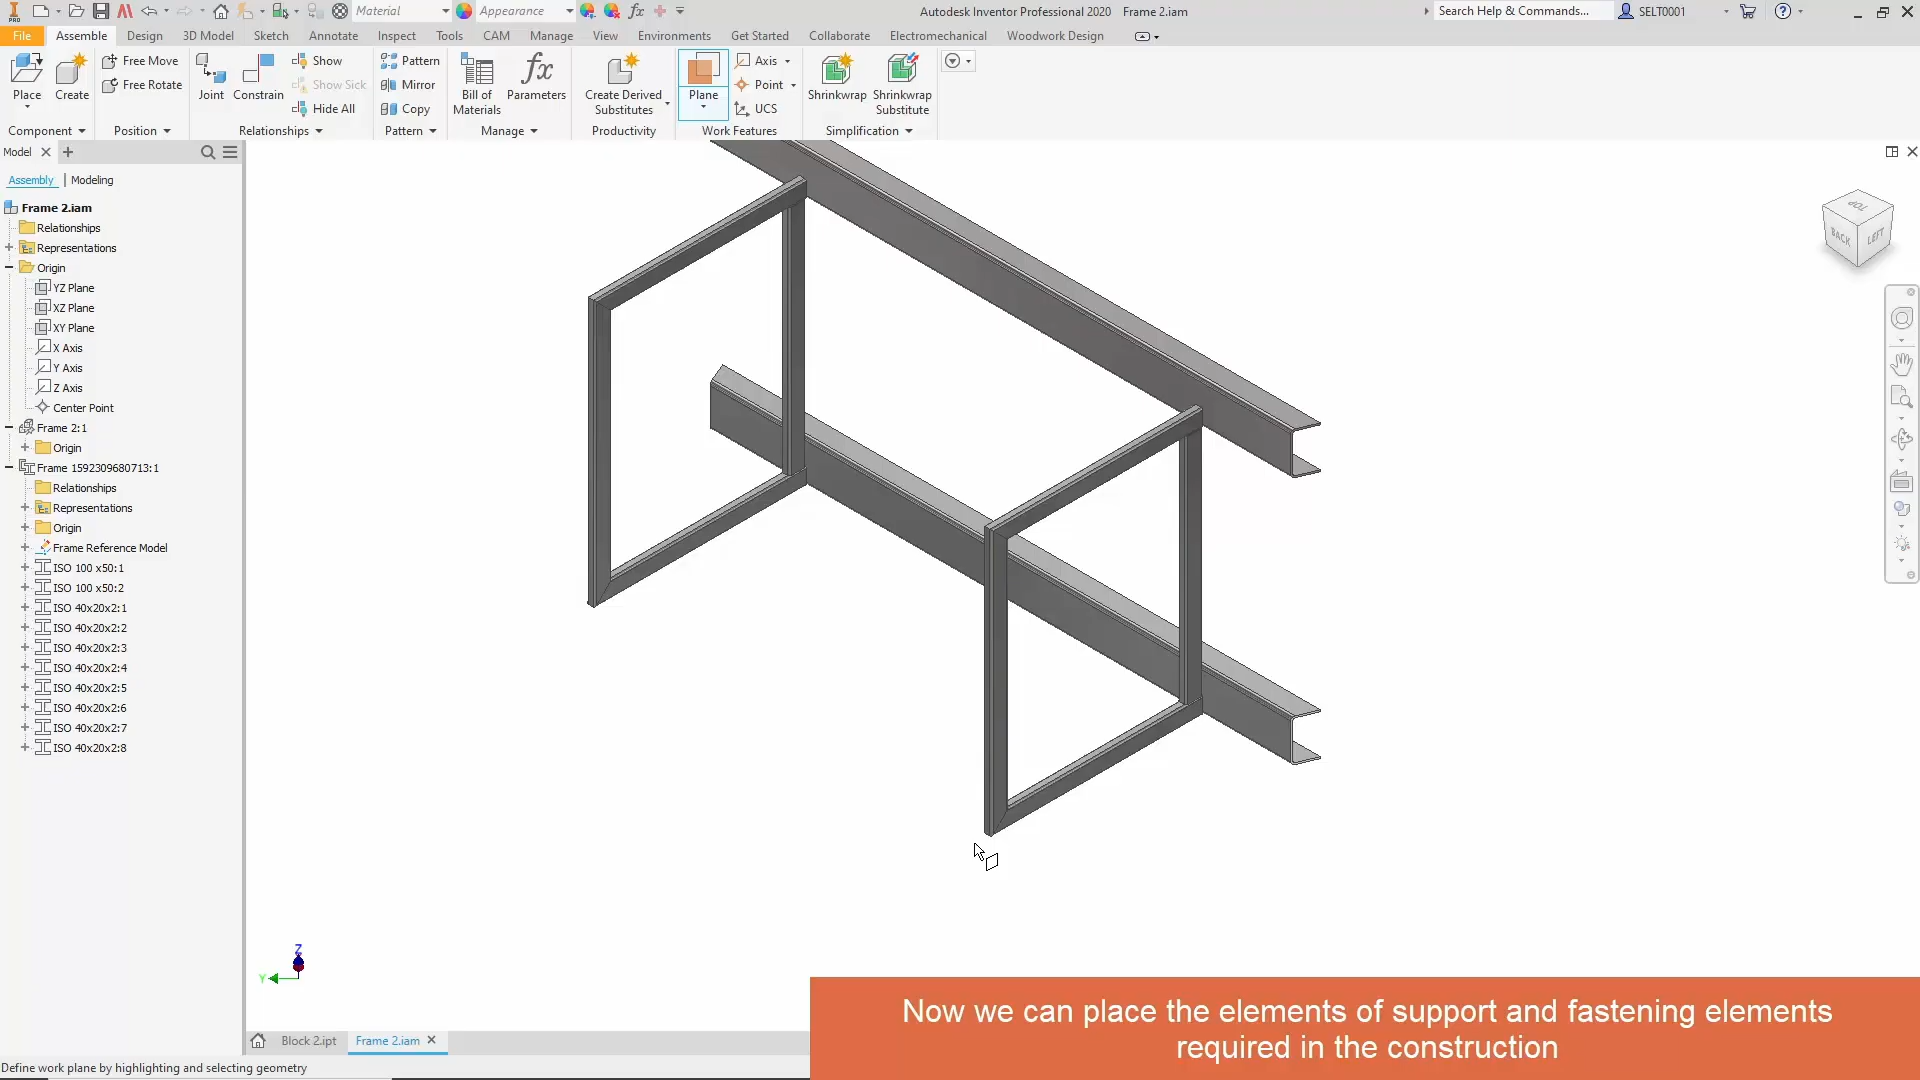 Material
Appearance
fx
Autodesk Inventor Professional 2020 Frame 2.iam
Search Help & Commands...
SELT0001
File Assemble Design 3D Model Sketch Annotate Inspect Tools CAM Manage View Environments Get Started Collaborate Electromechanical Woodwork Design
Place
Create
Free Move
Free Rotate
Joint
Constrain
Show
Show Sick
Hide All
Pattern
Mirror
Copy
Bill of
Materials
fx
Parameters
Create Derived
Substitutes
Plane
Axis
Point
UCS
Shrinkwrap
Shrinkwrap
Substitute
Component Position Relationships Pattern Manage Productivity Work Features Simplification
Model
Assembly Modeling
Frame 2.iam
Relationships
Representations
Origin
YZ Plane
XZ Plane
XY Plane
X Axis
Y Axis
Z Axis
Center Point
Frame 2:1
Origin
Frame 1592309680713:1
Relationships
Representations
Origin
Frame Reference Model
ISO 100 x50:1
ISO 100 x50:2
ISO 40x20x2:1
ISO 40x20x2:2
ISO 40x20x2:3
ISO 40x20x2:4
ISO 40x20x2:5
ISO 40x20x2:6
ISO 40x20x2:7
ISO 40x20x2:8
TOP
BACK
LEFT
Z
Y
Block 2.ipt Frame 2.iam
Define work plane by highlighting and selecting geometry
Now we can place the elements of support and fastening elements
required in the construction